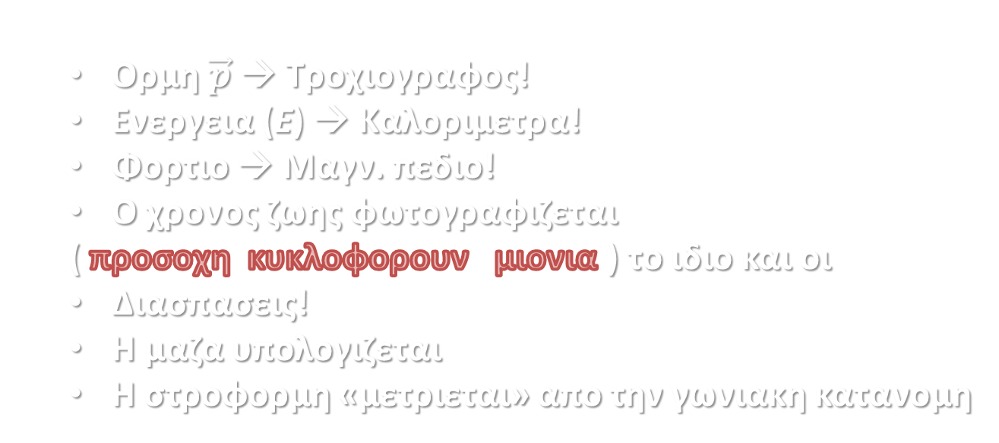 • Ορμη p⃗ → Τροχιογραφος!
• Ενεργεια (E) → Καλοριμετρα!
• Φορτιο → Μαγν. πεδιο!
• Ο χρονος ζωης φωτογραφιζεται
( προσοχη κυκλοφορουν μιονια ) το ιδιο και οι
• Διασπασεις!
• Η μαζα υπολογιζεται
• Η στροφορμη «μετριεται» απο την γωνιακη κατανομη